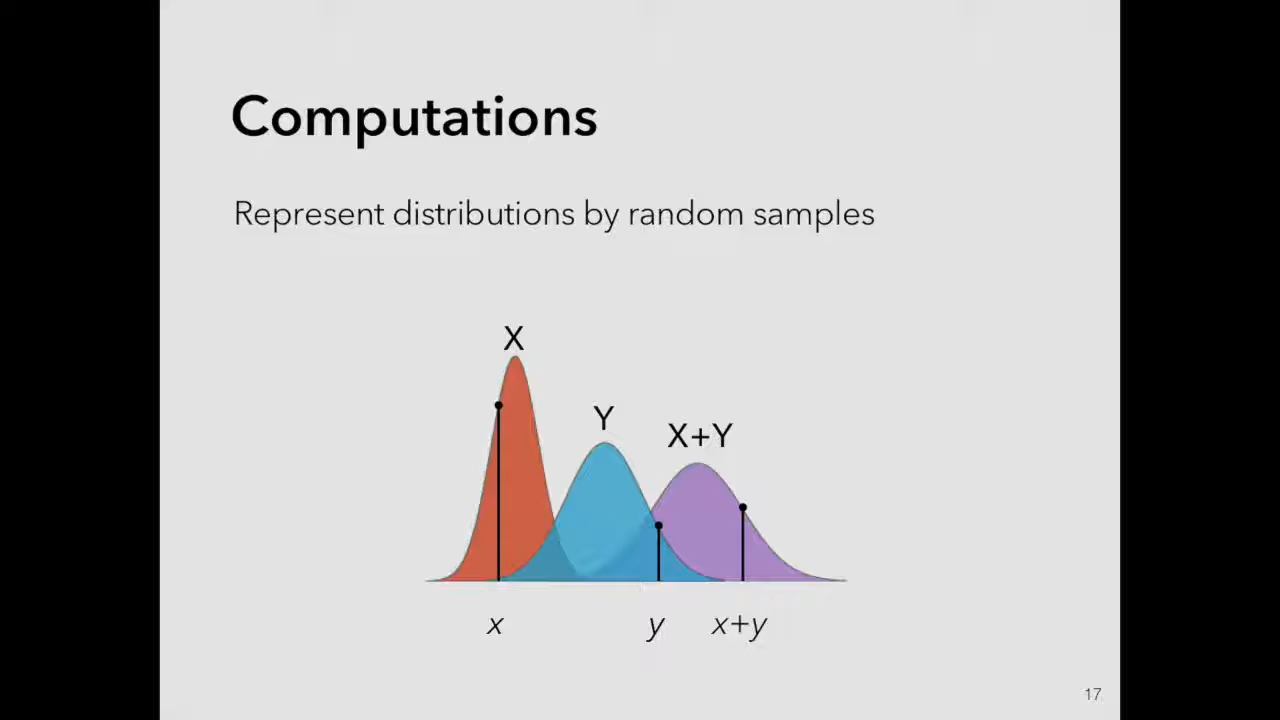 Computations
Represent distributions by random samples
X
Y
X+Y
x
y
x+y
17